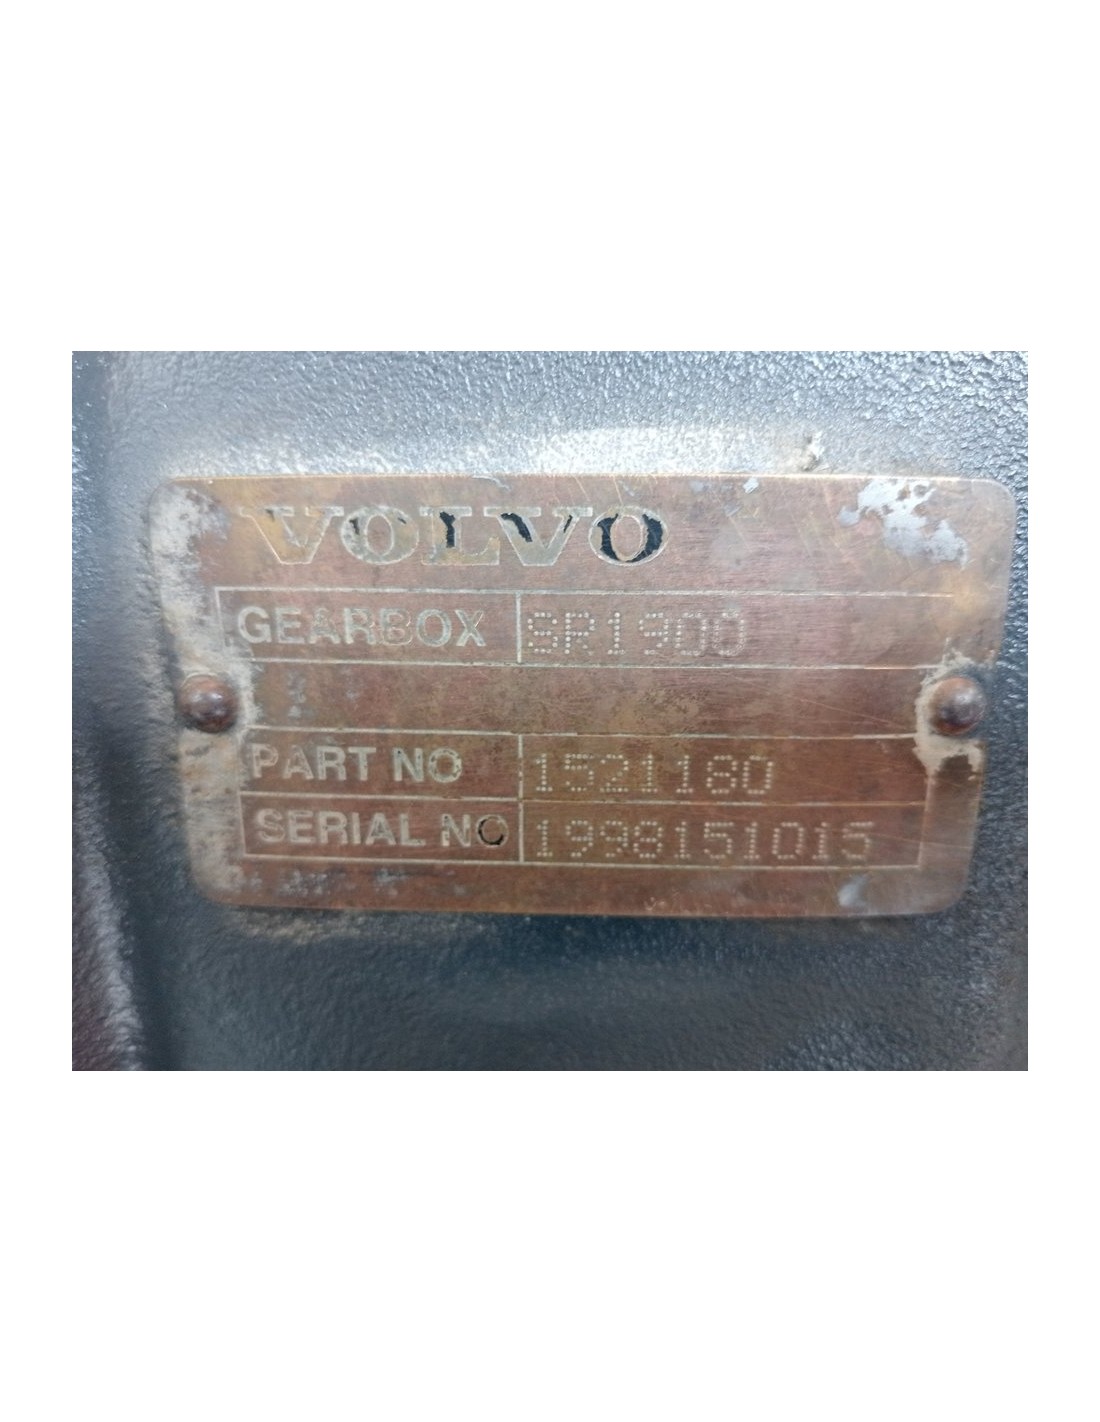 VOLVO
GEARBOX SR1900
PART NO 1521180
SERIAL NO 1998151015